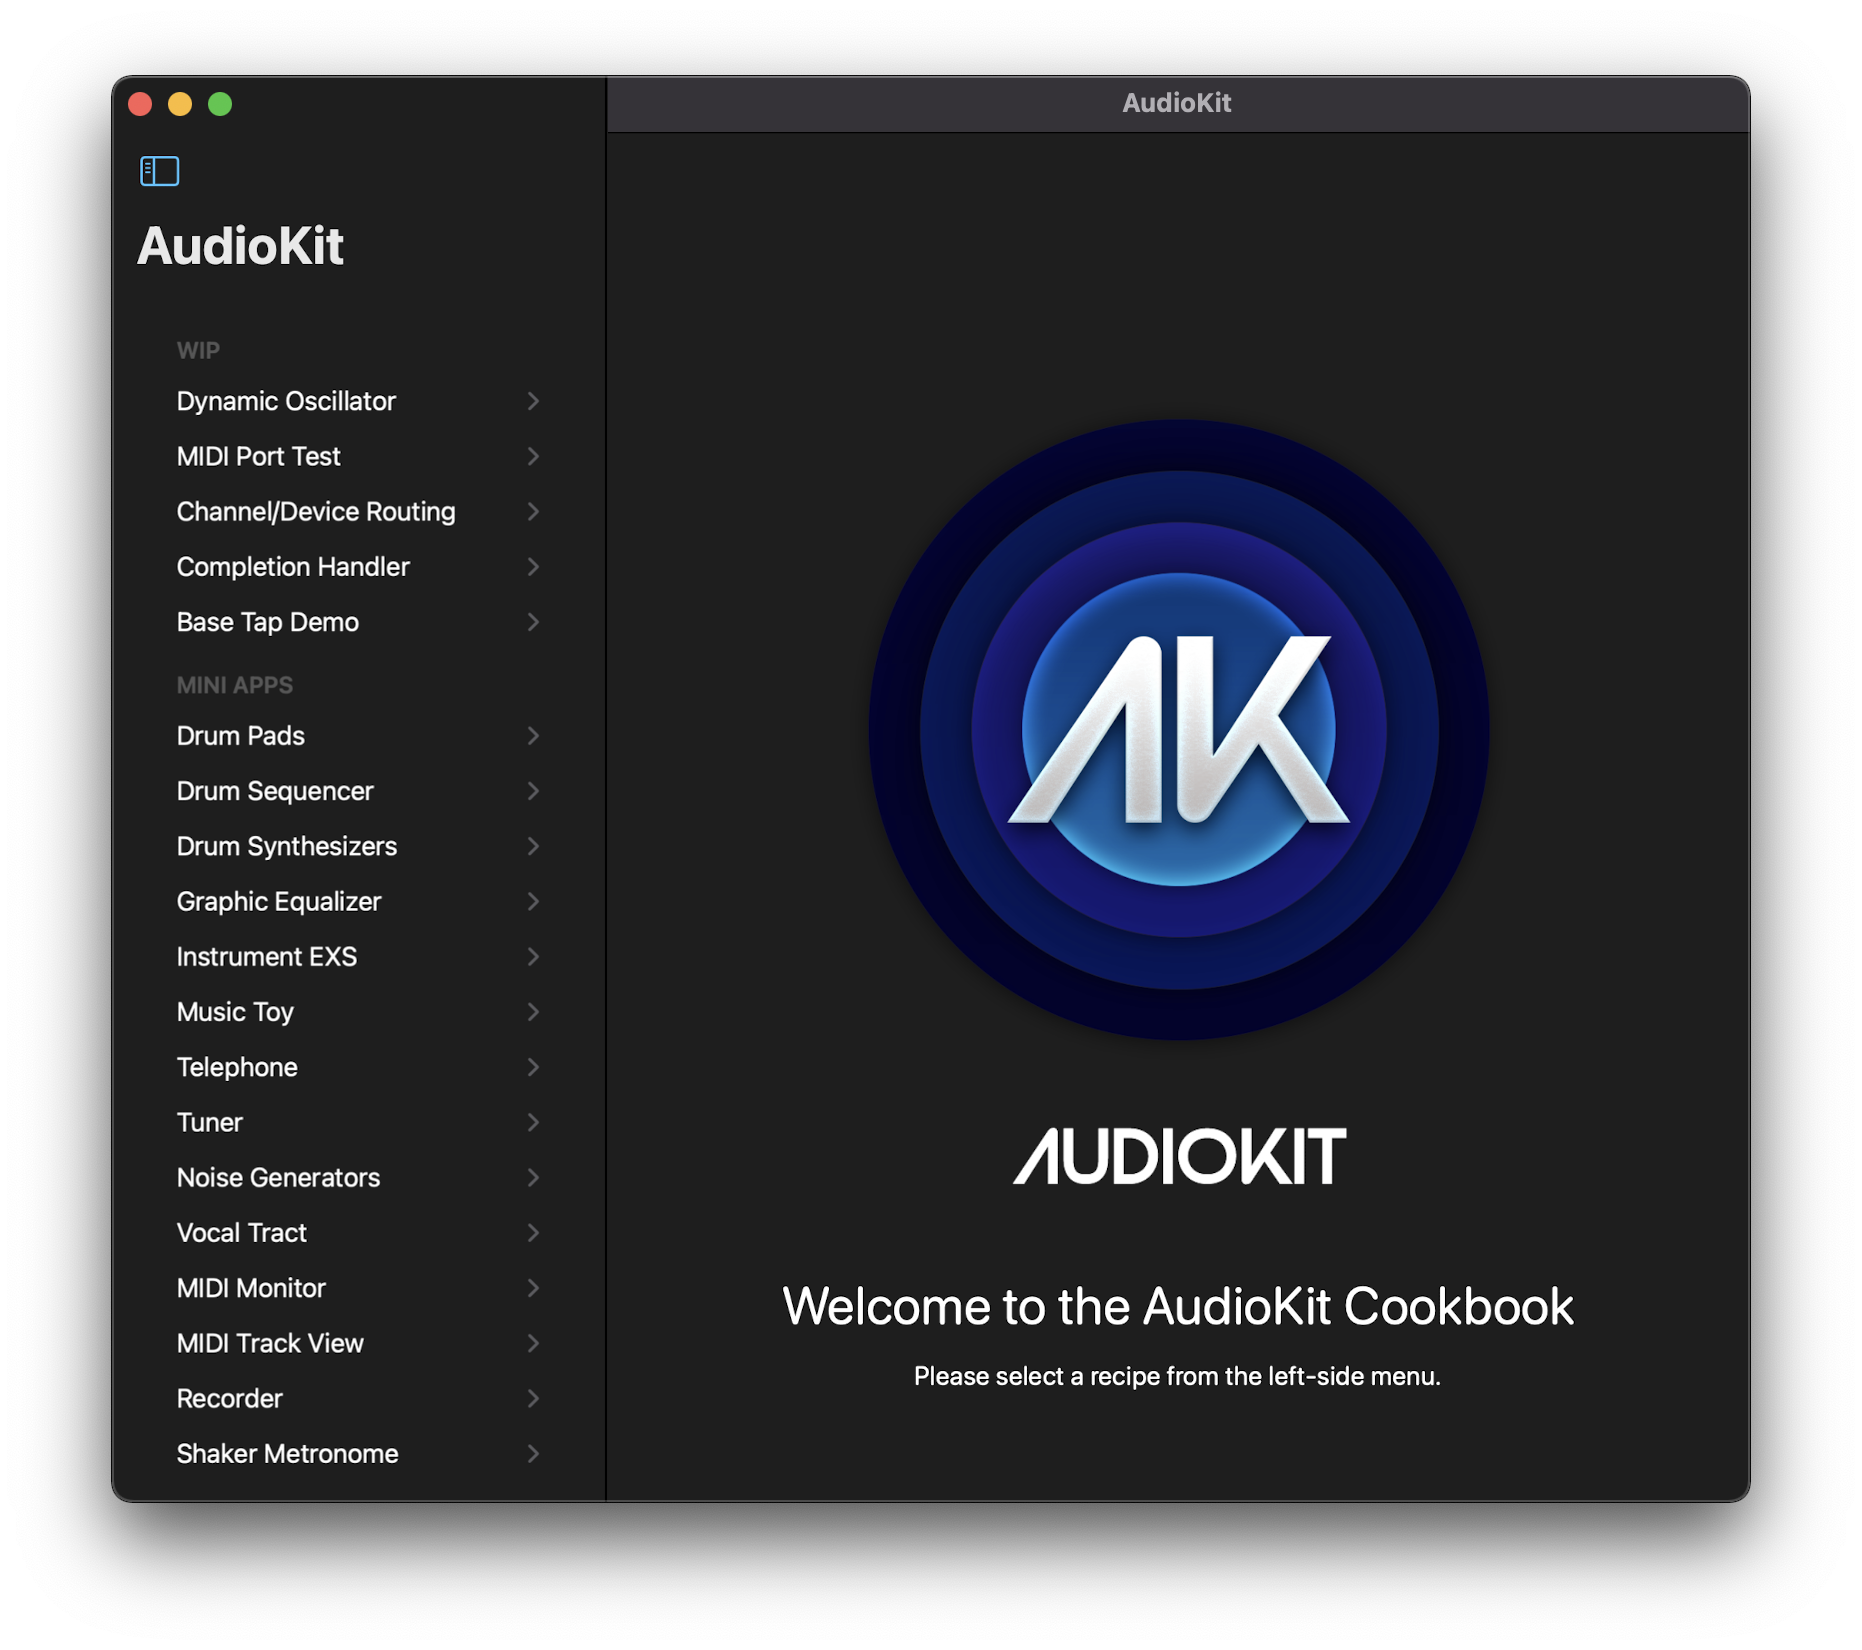 AudioKit
AudioKit
WIP
Dynamic Oscillator
MIDI Port Test
Channel/Device Routing
Completion Handler
Base Tap Demo
MINI APPS
Drum Pads
Drum Sequencer
Drum Synthesizers
Graphic Equalizer
Instrument EXS
Music Toy
Telephone
Tuner
Noise Generators
Vocal Tract
MIDI Monitor
MIDI Track View
Recorder
Shaker Metronome
AK
AUDIOKIT
Welcome to the AudioKit Cookbook
Please select a recipe from the left-side menu.